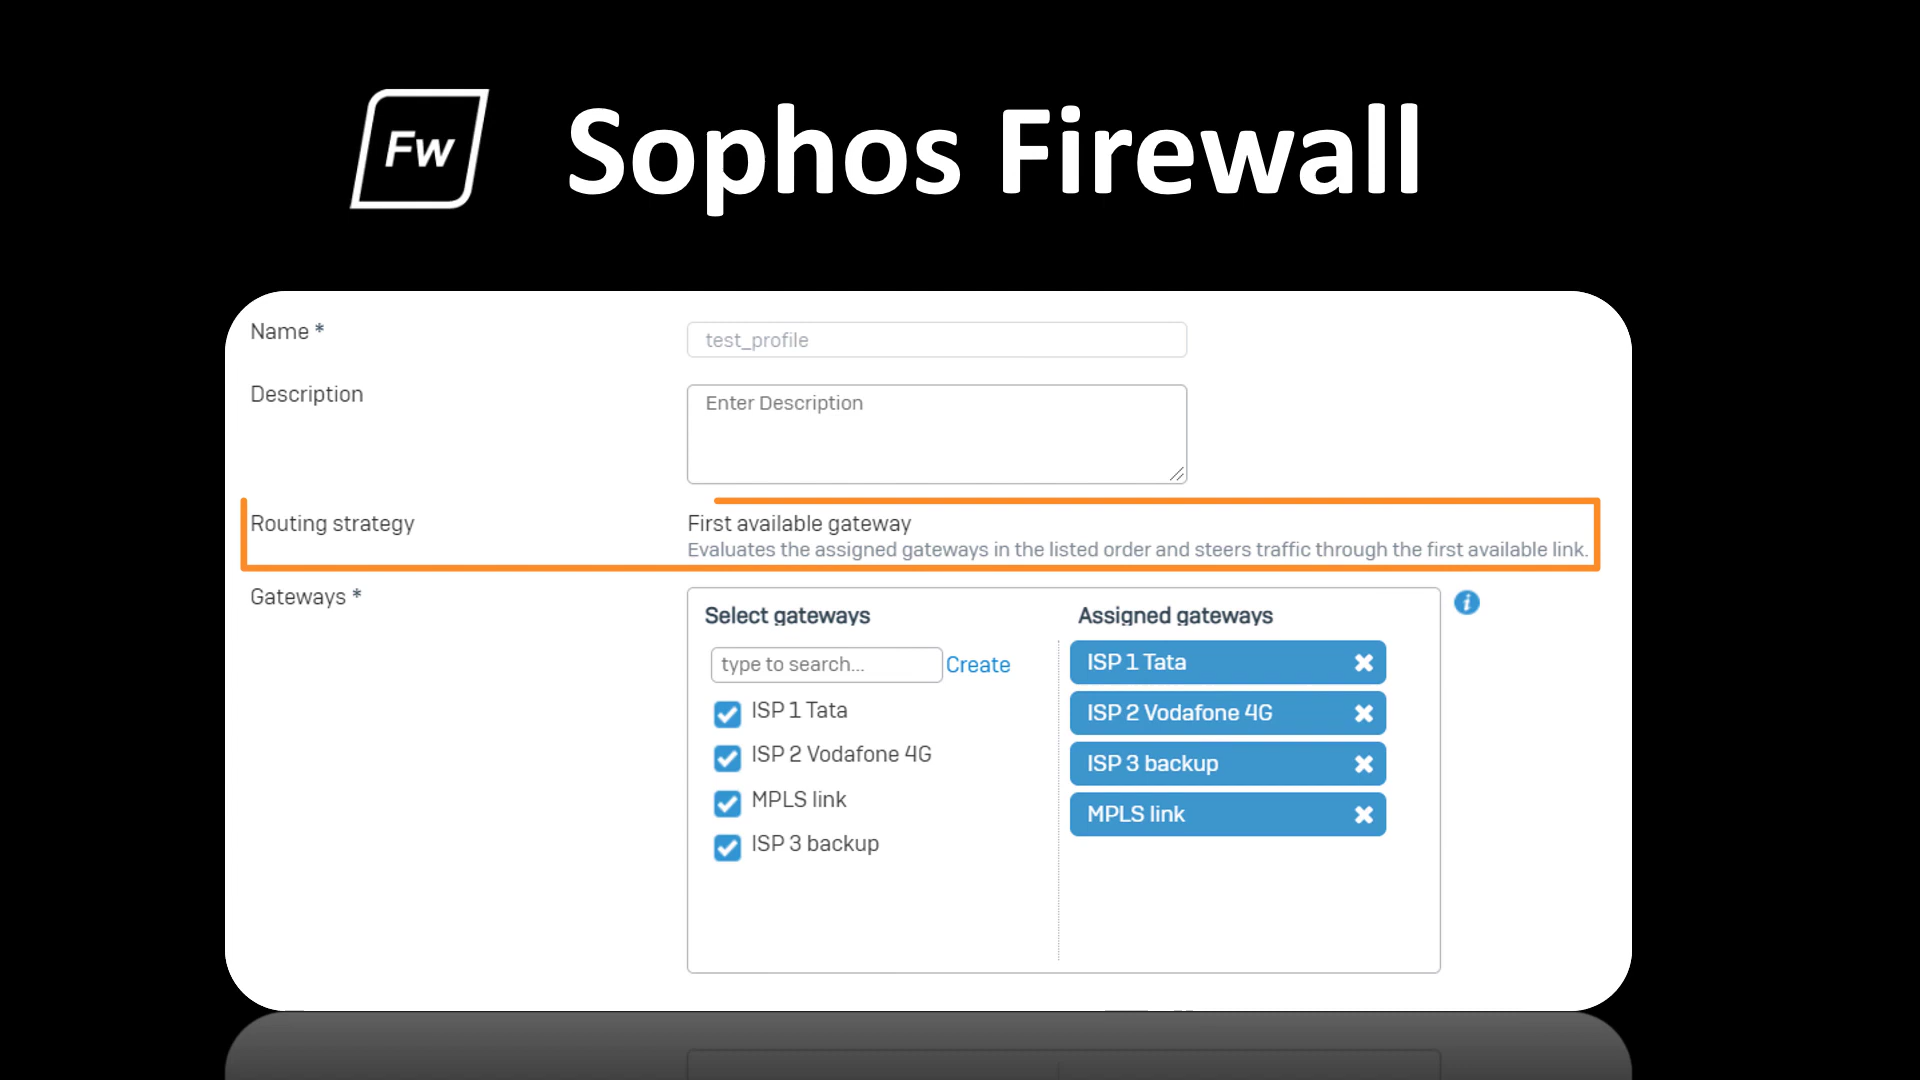 Fw Sophos Firewall
Name *
test_profile
Description
Enter Description
Routing strategy
First available gateway
Evaluates the assigned gateways in the listed order and steers traffic through the first available link.
Gateways *
Select gateways
type to search...
Create
ISP 1 Tata
ISP 2 Vodafone 4G
MPLS link
ISP 3 backup
Assigned gateways
ISP 1 Tata
ISP 2 Vodafone 4G
ISP 3 backup
MPLS link